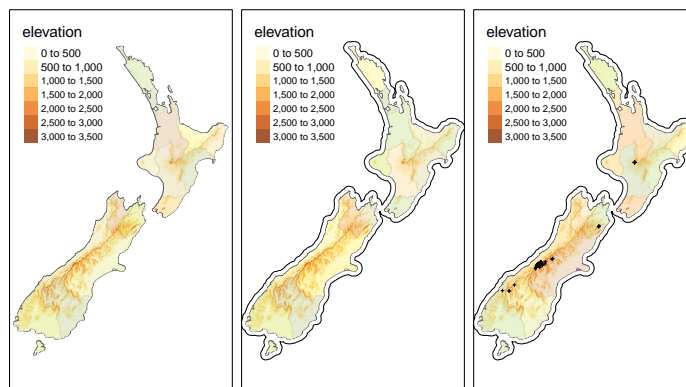 elevation
0 to 500
500 to 1,000
1,000 to 1,500
1,500 to 2,000
2,000 to 2,500
2,500 to 3,000
3,000 to 3,500
elevation
0 to 500
500 to 1,000
1,000 to 1,500
1,500 to 2,000
2,000 to 2,500
2,500 to 3,000
3,000 to 3,500
elevation
0 to 500
500 to 1,000
1,000 to 1,500
1,500 to 2,000
2,000 to 2,500
2,500 to 3,000
3,000 to 3,500